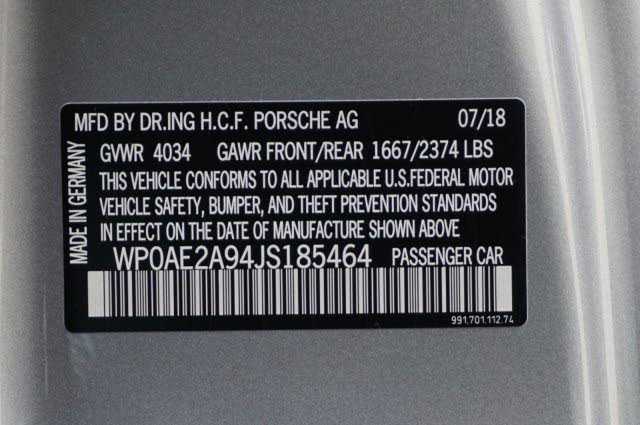 MFD BY DR.ING H.C.F. PORSCHE AG 07/18
GVWR 4034 GAWR FRONT/REAR 1667/2374 LBS
THIS VEHICLE CONFORMS TO ALL APPLICABLE U.S.FEDERAL MOTOR
VEHICLE SAFETY, BUMPER, AND THEFT PREVENTION STANDARDS
IN EFFECT ON THE DATE OF MANUFACTURE SHOWN ABOVE
WP0AE2A94JS185464 PASSENGER CAR
991.701.112.74
MADE IN GERMANY